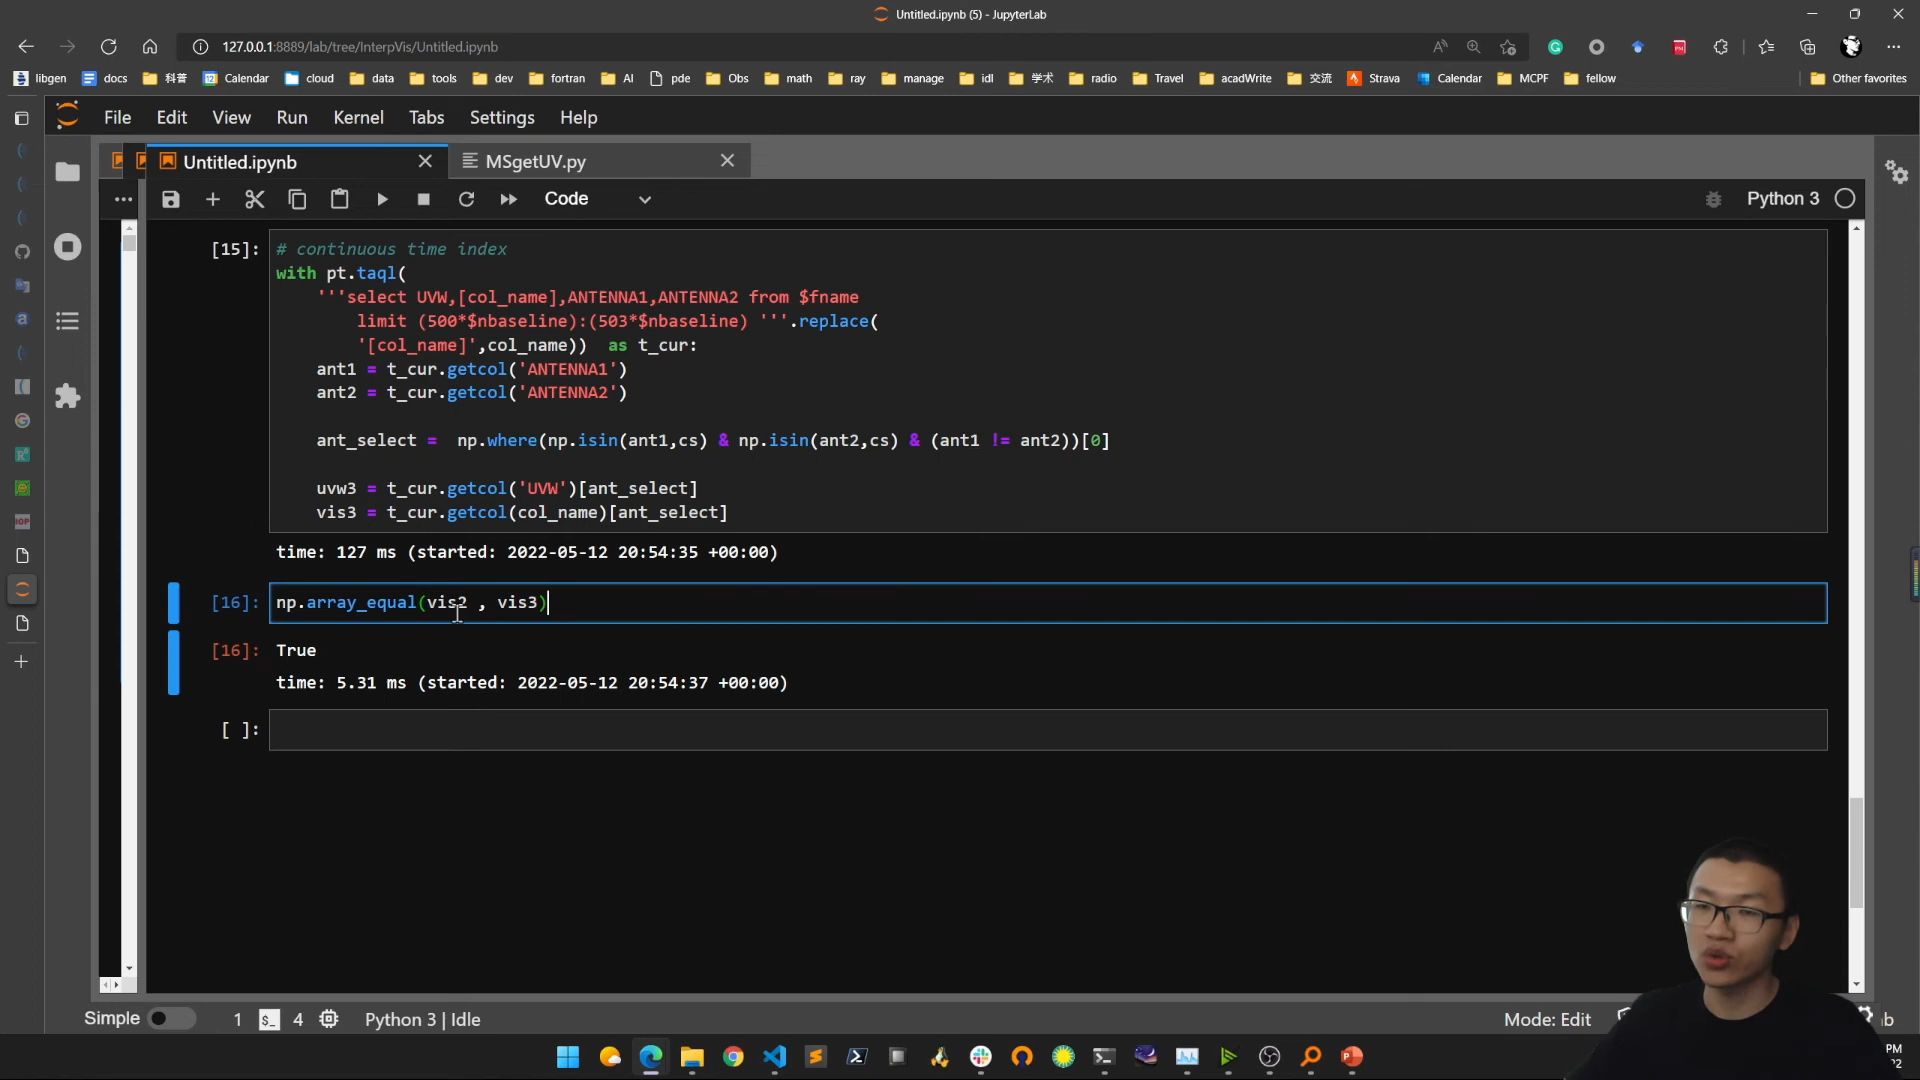 Untitled.ipynb (5) - JupyterLab
127.0.0.1:8889/lab/tree/InterpVis/Untitled.ipynb
libgen docs 科普 Calendar cloud data tools dev fortran AI pde Obs math ray manage idl 学术 radio Travel acadWrite 交流 Strava Calendar MCPF fellow Other favorites
File Edit View Run Kernel Tabs Settings Help
Untitled.ipynb MSgetUV.py
Code Python 3
[15]: # continuous time index
with pt.taql(
'''select UVW,[col_name],ANTENNA1,ANTENNA2 from $fname
limit (500*$nbaseline):(503*$nbaseline) '''.replace(
'[col_name]',col_name)) as t_cur:
ant1 = t_cur.getcol('ANTENNA1')
ant2 = t_cur.getcol('ANTENNA2')
ant_select = np.where(np.isin(ant1,cs) & np.isin(ant2,cs) & (ant1 != ant2))[0]
uvw3 = t_cur.getcol('UVW')[ant_select]
vis3 = t_cur.getcol(col_name)[ant_select]
time: 127 ms (started: 2022-05-12 20:54:35 +00:00)
[16]: np.array_equal(vis2 , vis3)
[16]: True
time: 5.31 ms (started: 2022-05-12 20:54:37 +00:00)
[ ]:
Simple 1 $_ 4 Python 3 | Idle Mode: Edit
PM